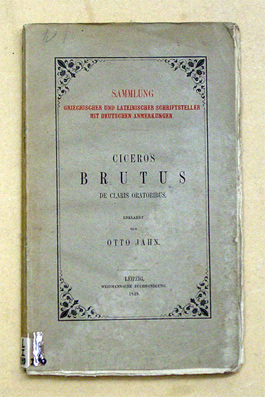 SAMMLUNG
GRIECHISCHER UND LATEINISCHER SCHRIFTSTELLER
MIT DEUTSCHEN ANMERKUNGEN
CICEROS
BRUTUS
DE CLARIS ORATORIBUS.
ERKLAERT
VON
OTTO JAHN.
LEIPZIG,
WEIDMANNSCHE BUCHHANDLUNG
1849.